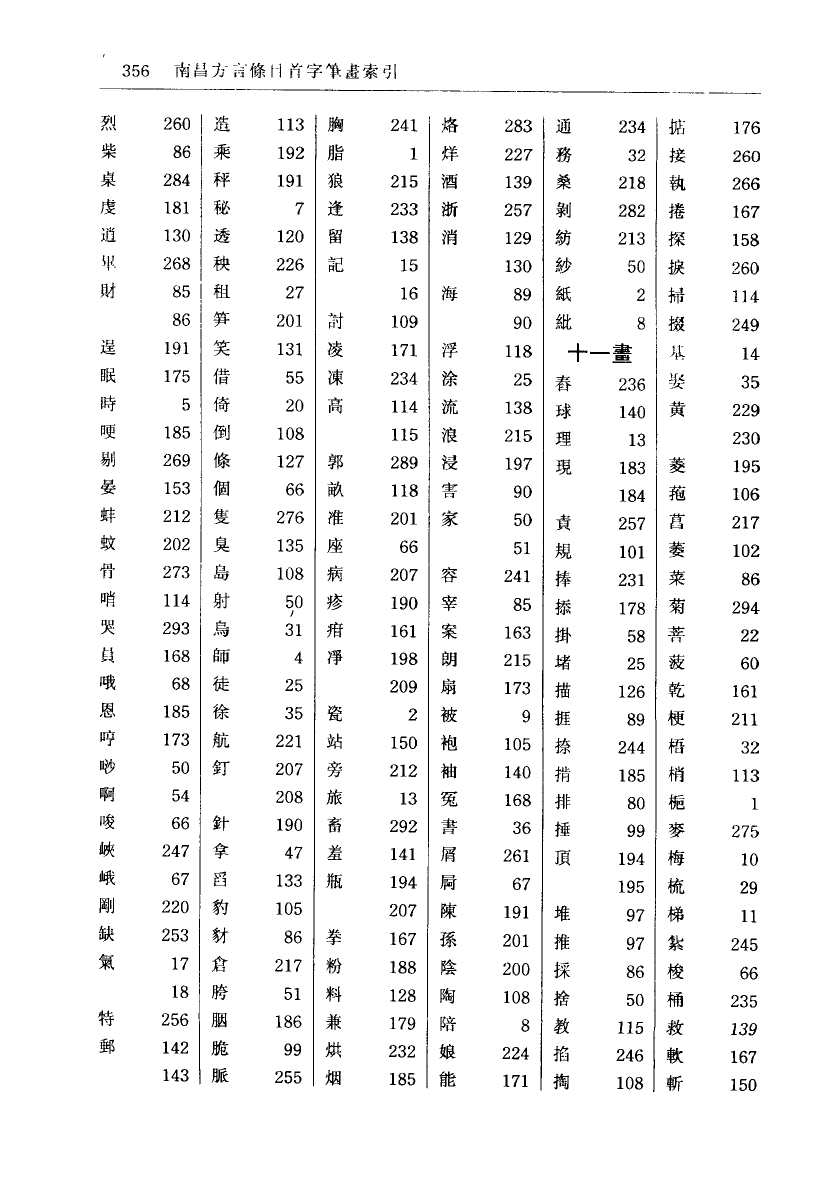 356 南昌方言條目首字筆畫索引
烈 260
柴 86
桌 284
虔 181
逍 130
畢 268
財 85
86
逞 191
眠 175
時 5
哽 185
剔 269
晏 153
蚌 212
蚊 202
骨 273
哨 114
哭 293
員 168
哦 68
恩 185
哼 173
唦 50
啊 54
唆 66
峽 247
峨 67
剛 220
缺 253
氣 17
18
特 256
郵 142
143
造 113
乘 192
秤 191
秘 7
透 120
秧 226
租 27
笋 201
笑 131
借 55
倚 20
倒 108
條 127
個 66
隻 276
臭 135
島 108
射 50
烏 31
師 4
徒 25
徐 35
航 221
釘 207
208
針 190
拿 47
舀 133
豹 105
豺 86
倉 217
胯 51
胭 186
脆 99
脈 255
胸 241
脂 1
狼 215
逢 233
留 138
記 15
16
討 109
凌 171
凍 234
高 114
115
郭 289
畝 118
准 201
座 66
病 207
疹 190
疳 161
凈 198
209
瓷 2
站 150
旁 212
旅 13
畜 292
羞 141
瓶 194
207
拳 167
粉 188
料 128
兼 179
烘 232
烟 185
烙 283
烊 227
酒 139
浙 257
消 129
130
海 89
90
浮 118
涂 25
流 138
浪 215
浸 197
害 90
家 50
51
容 241
宰 85
案 163
朗 215
扇 173
被 9
袍 105
袖 140
冤 168
書 36
屑 261
屙 67
陳 191
孫 201
陰 200
陶 108
陪 8
娘 224
能 171
通 234
務 32
桑 218
剝 282
紡 213
紗 50
紙 2
紕 8
十一畫
舂 236
球 140
理 13
現 183
184
責 257
規 101
捧 231
掭 178
掛 58
堵 25
描 126
捱 89
捺 244
掯 185
排 80
捶 99
頂 194
195
堆 97
推 97
採 86
捨 50
教 115
掐 246
掏 108
掂 176
接 260
執 266
捲 167
探 158
捩 260
掃 114
掇 249
基 14
娶 35
黄 229
230
菱 195
菢 106
菖 217
萎 102
菜 86
菊 294
菩 22
菠 60
乾 161
梗 211
梧 32
梢 113
梔 1
麥 275
梅 10
梳 29
梯 11
紮 245
梭 66
桶 235
救 139
軟 167
斬 150